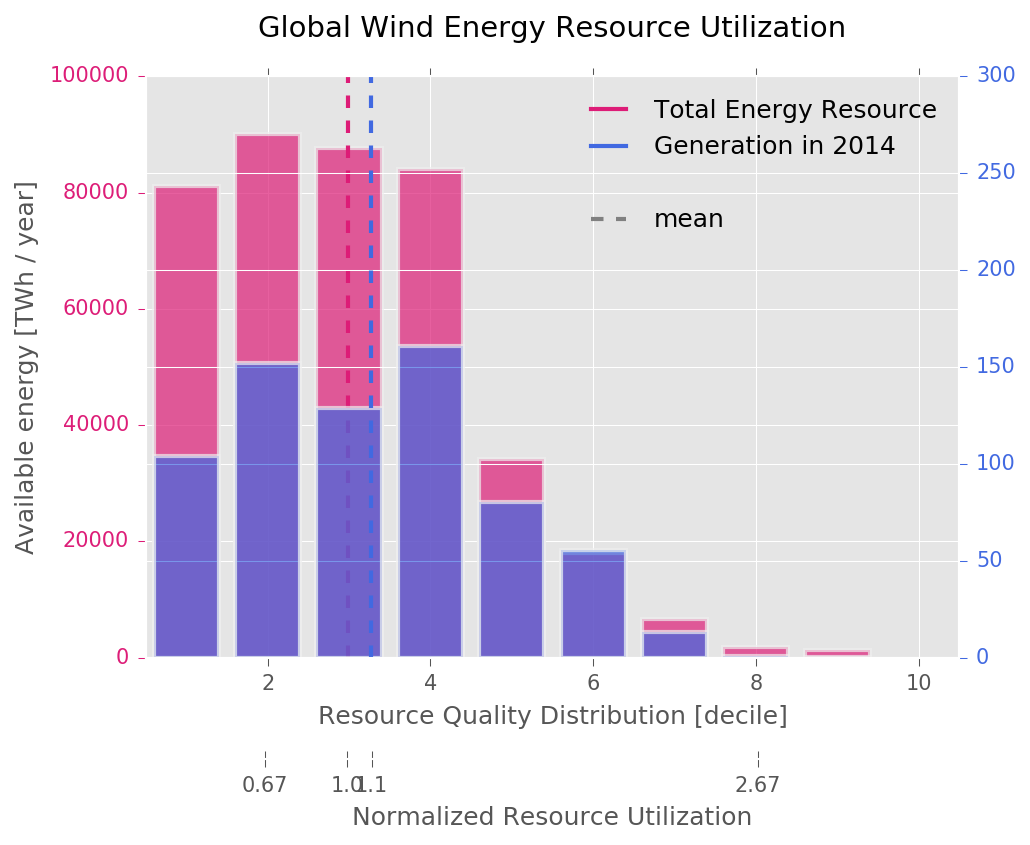 Global Wind Energy Resource Utilization
100000
80000
60000
40000
20000
0
Available energy [TWh / year]
300
250
200
150
100
50
0
Total Energy Resource
Generation in 2014
mean
2 4 6 8 10
Resource Quality Distribution [decile]
0.67 1.0 1.1 2.67
Normalized Resource Utilization